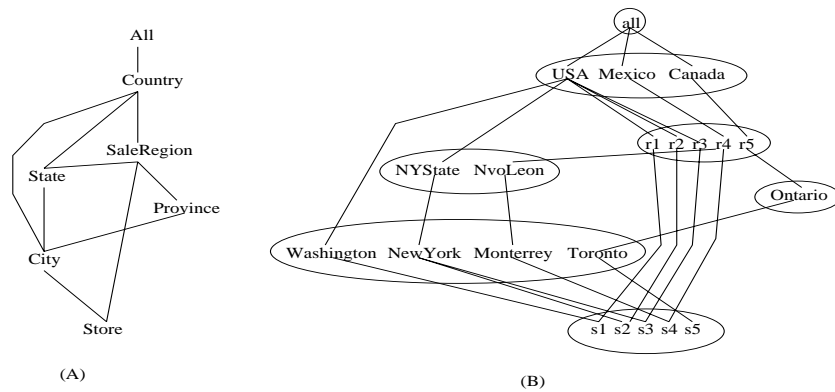 All
Country
SaleRegion
State
Province
City
Store
(A)
all
USA Mexico Canada
r1 r2 r3 r4 r5
NYState NvoLeon
Ontario
Washington NewYork Monterrey Toronto
s1 s2 s3 s4 s5
(B)